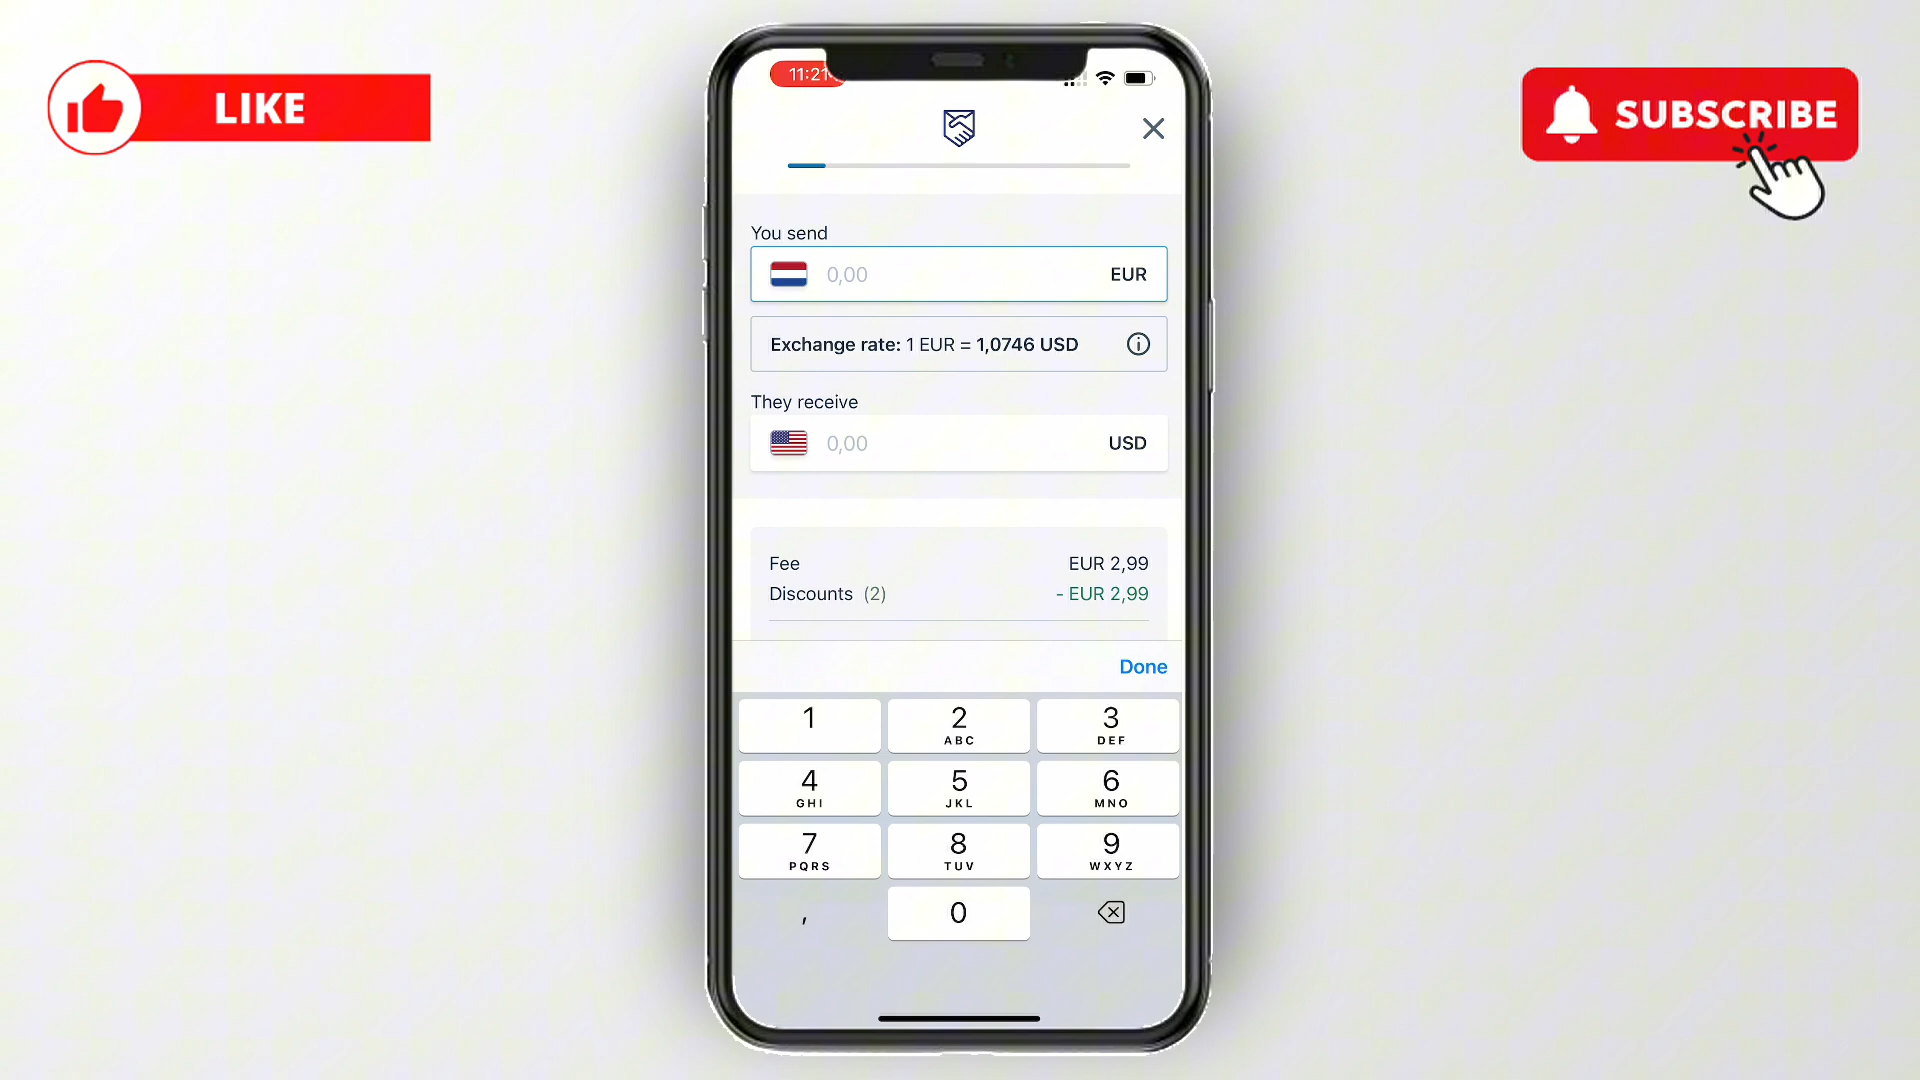 LIKE
SUBSCRIBE
11:21
You send
0,00 EUR
Exchange rate: 1 EUR = 1,0746 USD
They receive
0,00 USD
Fee EUR 2,99
Discounts (2) - EUR 2,99
Done
1 2 3
ABC DEF
4 5 6
GHI JKL MNO
7 8 9
PQRS TUV WXYZ
, 0